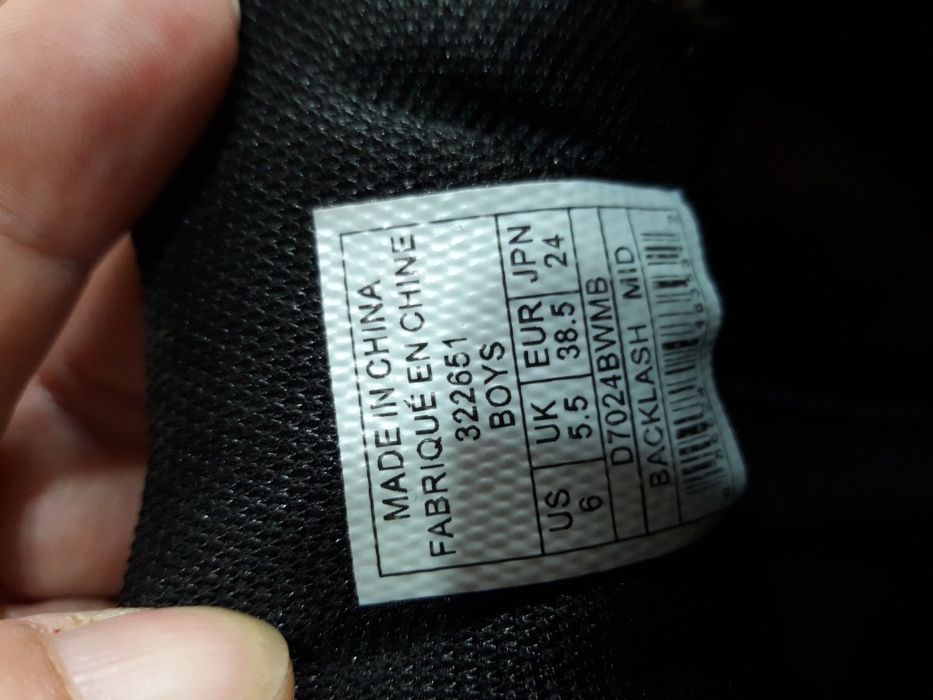 MADE IN CHINA
FABRIQUÉ EN CHINE
322651
BOYS
US UK EUR JPN
6 5.5 38.5 24
D7024BWMB
BACKLASH MID